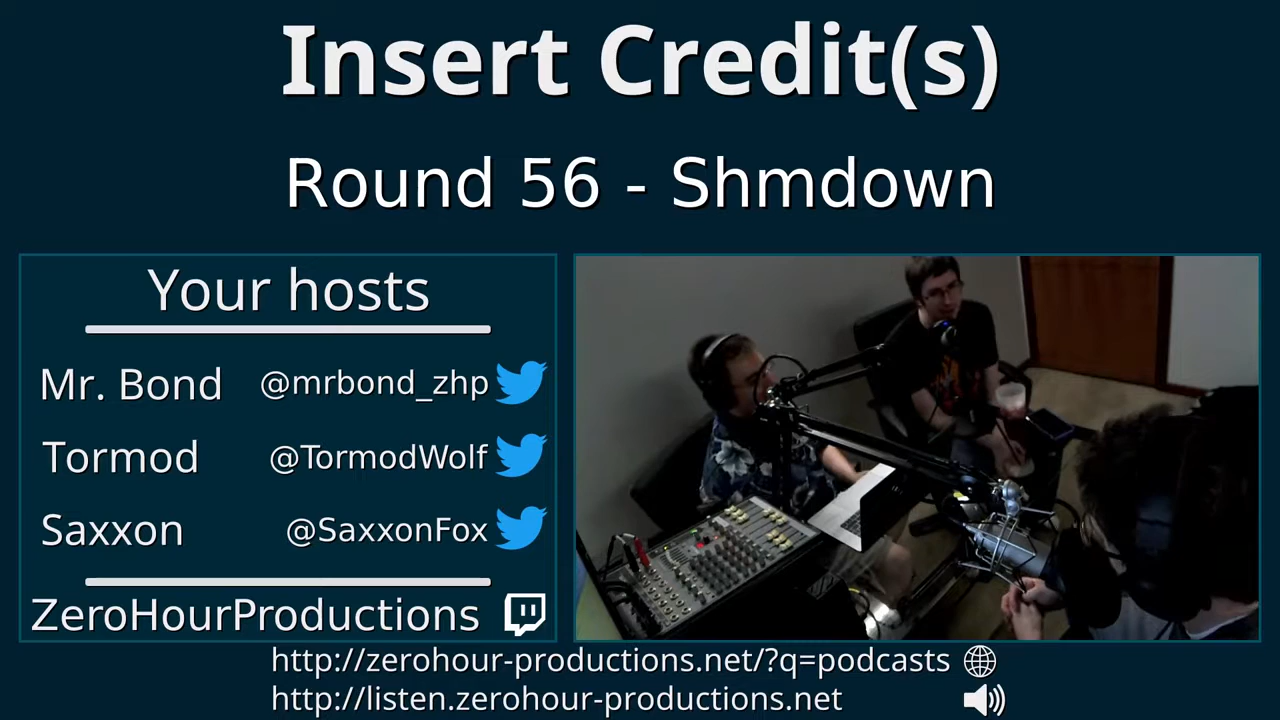 Insert Credit(s)
Round 56 - Shmdown
Your hosts
Mr. Bond @mrbond_zhp
Tormod @TormodWolf
Saxxon @SaxxonFox
ZeroHourProductions
http://zerohour-productions.net/?q=podcasts
http://listen.zerohour-productions.net